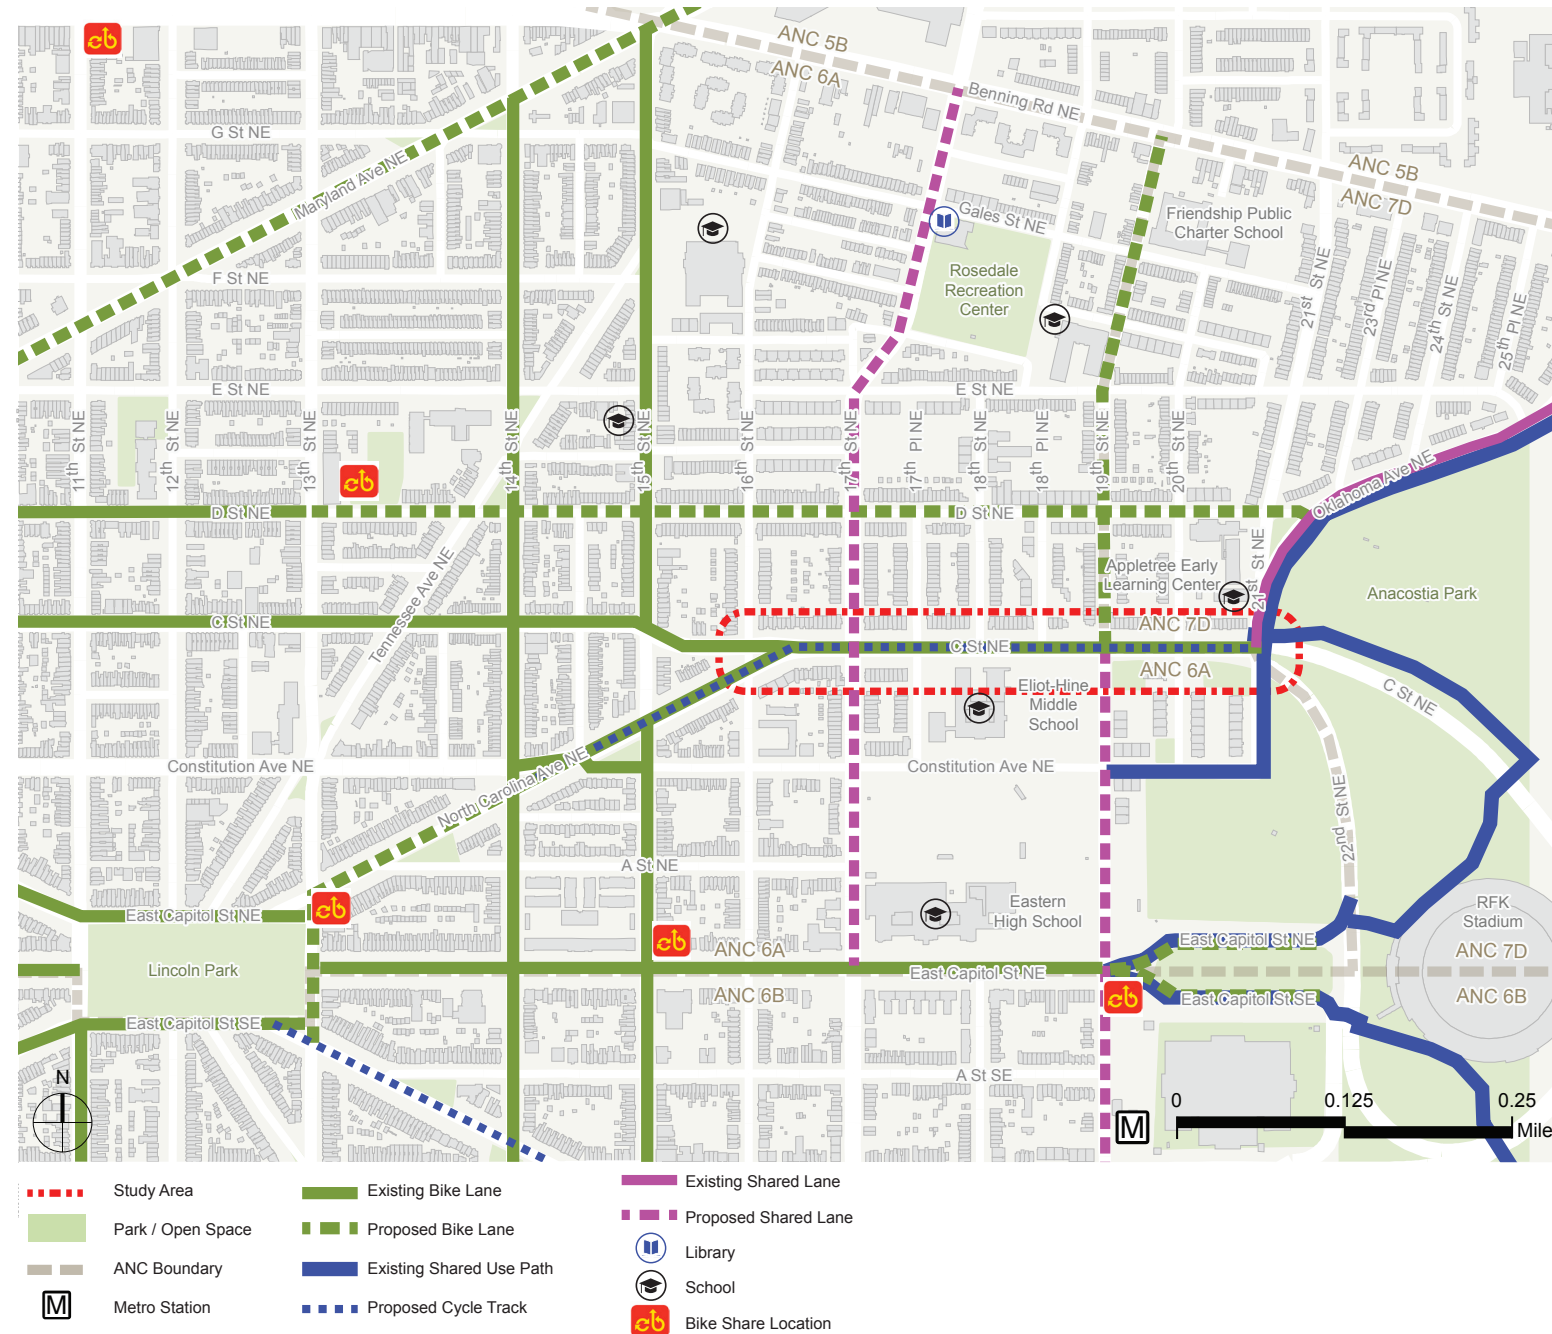 ANC 5B
ANC 6A
Benning Rd NE
G St NE
ANC 5B
ANC 7D
Maryland Ave NE
Gales St NE
Friendship Public
Charter School
F St NE
Rosedale
Recreation
Center
21st St NE
23rd Pl NE
24th St NE
25th Pl NE
E St NE
E St NE
11th St NE
12th St NE
13th St NE
14th St NE
15th St NE
16th St NE
17th St NE
17th Pl NE
18th St NE
18th Pl NE
19th St NE
20th St NE
Oklahoma Ave NE
D St NE
D St NE
21st St NE
Appletree Early
Learning Center
Anacostia Park
Tennessee Ave NE
C St NE
ANC 7D
C St NE
ANC 6A
Eliot-Hine
Middle
School
C St NE
Constitution Ave NE
Constitution Ave NE
North Carolina Ave NE
22nd St NE
A St NE
Eastern
High School
RFK
Stadium
East Capitol St NE
East Capitol St NE
ANC 6A
ANC 7D
Lincoln Park
East Capitol St NE
ANC 6B
ANC 6B
East Capitol St SE
East Capitol St SE
N
A St SE
M
0
0.125
0.25
Mile
Study Area
Park / Open Space
ANC Boundary
M
Metro Station
Existing Bike Lane
Proposed Bike Lane
Existing Shared Use Path
Proposed Cycle Track
Existing Shared Lane
Proposed Shared Lane
Library
School
Bike Share Location